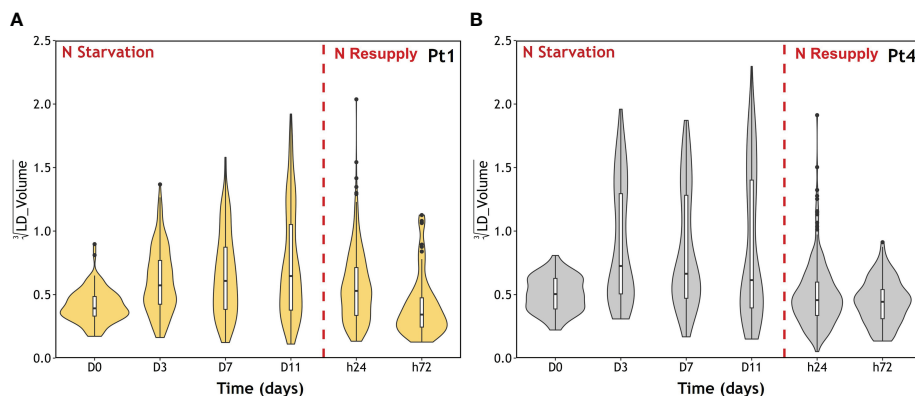 A
N Starvation
N Resupply
Pt1
2.5
2.0
1.5
1.0
0.5
0.0
∛LD_Volume
D0
D3
D7
D11
h24
h72
Time (days)
B
N Starvation
N Resupply
Pt4
2.5
2.0
1.5
1.0
0.5
0.0
∛LD_Volume
D0
D3
D7
D11
h24
h72
Time (days)